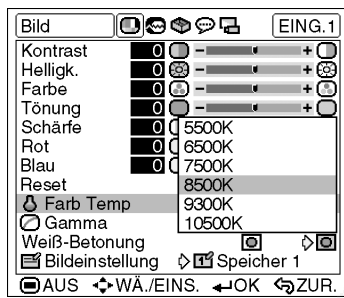 Bild EING.1
Kontrast 0 - +
Helligk. 0 - +
Farbe 0 - +
Tönung 0 - +
Schärfe 0 5500K
Rot 0 6500K
Blau 0 7500K
Reset 8500K
Farb Temp 9300K
Gamma 10500K
Weiß-Betonung
Bildeinstellung Speicher 1
AUS WÄ./EINS. OK ZUR.